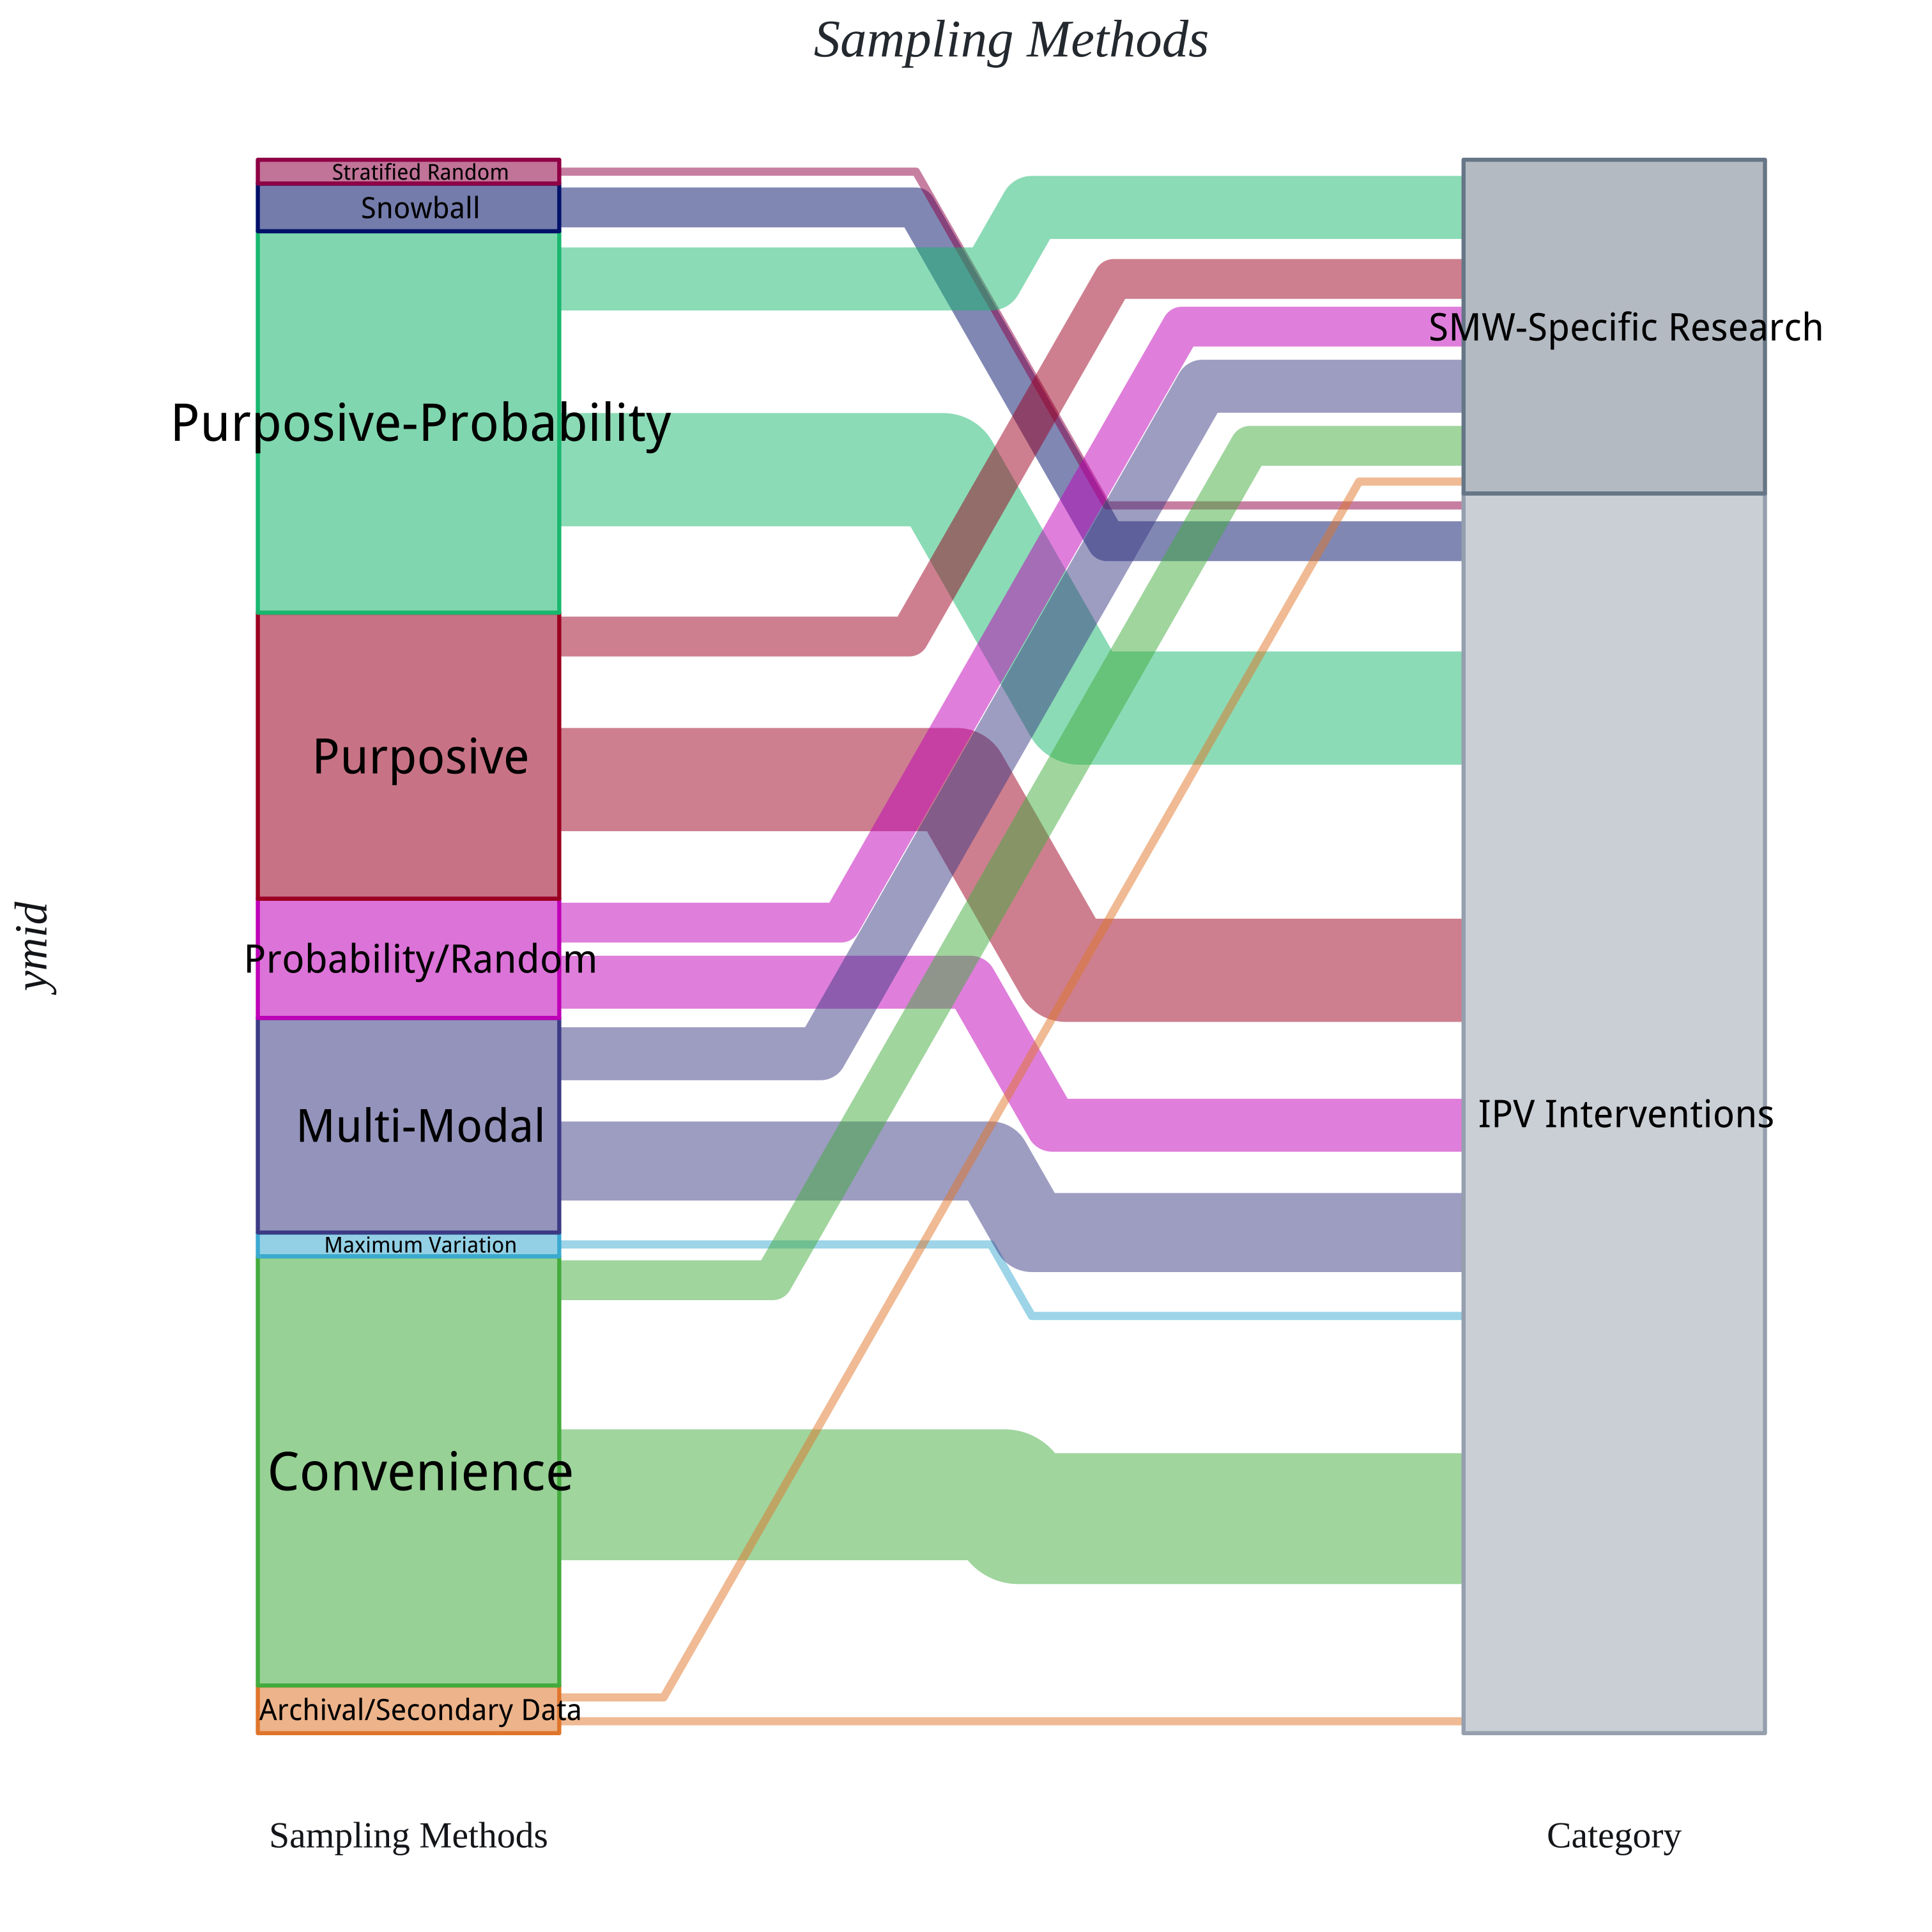 Sampling Methods
Stratified Random
Snowball
Purposive-Probability
Purposive
Probability/Random
Multi-Modal
Maximum Variation
Convenience
Archival/Secondary Data
SMW-Specific Research
IPV Interventions
ymid
Sampling Methods
Category